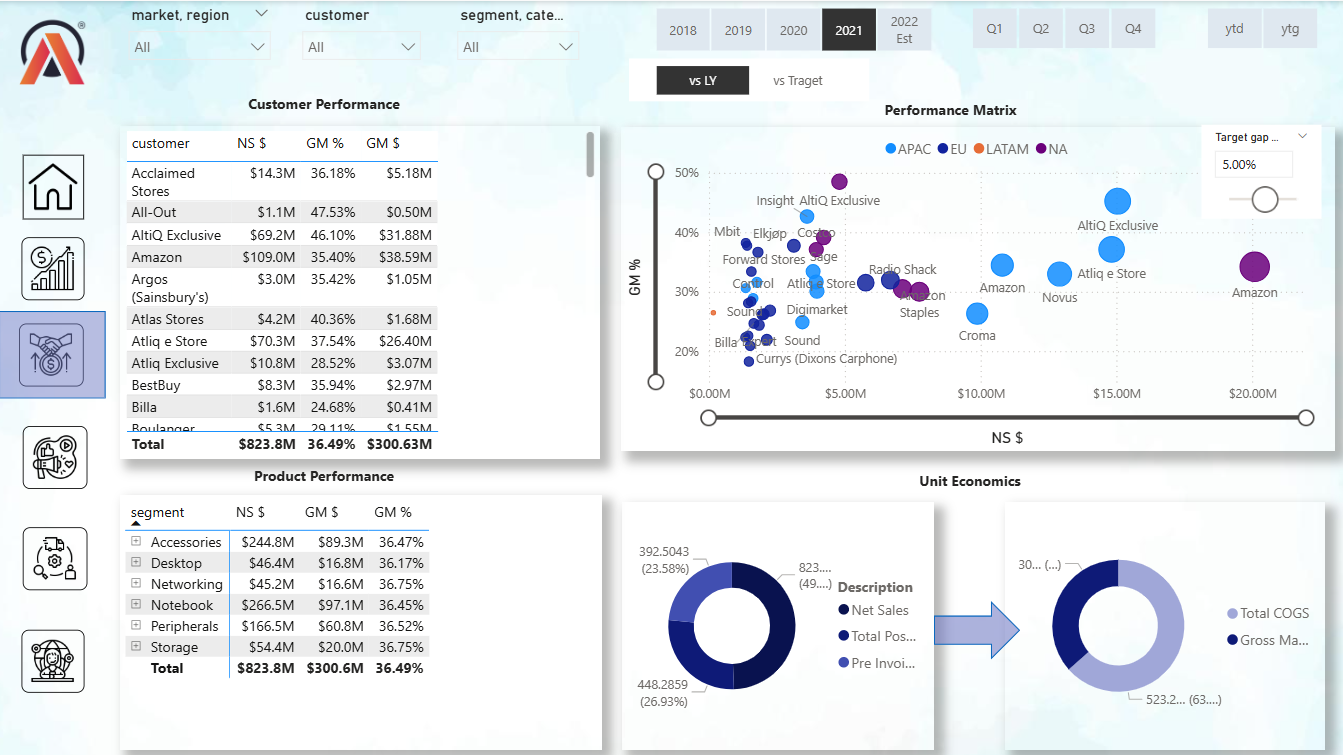 market, region
customer
segment, cate...
All
All
All
2018
2019
2020
2021
2022
Est
Q1
Q2
Q3
Q4
ytd
ytg
vs LY
vs Traget
Customer Performance
customer NS $ GM % GM $
Acclaimed
Stores $14.3M 36.18% $5.18M
All-Out $1.1M 47.53% $0.50M
AltiQ Exclusive $69.2M 46.10% $31.88M
Amazon $109.0M 35.40% $38.59M
Argos
(Sainsbury's) $3.0M 35.42% $1.05M
Atlas Stores $4.2M 40.36% $1.68M
Atliq e Store $70.3M 37.54% $26.40M
Atliq Exclusive $10.8M 28.52% $3.07M
BestBuy $8.3M 35.94% $2.97M
Billa $1.6M 24.68% $0.41M
Boulanger $5.3M 29.11% $1.55M
Total $823.8M 36.49% $300.63M
Performance Matrix
APAC EU LATAM NA
Target gap ...
5.00%
GM %
50%
40%
30%
20%
Insight AltiQ Exclusive
AltiQ Exclusive
Mbit Elkjøp Costco
Forward Stores Sage
Radio Shack
Atliq e Store
Control Atliq e Store
Amazon
Novus
Amazon
Amazon
Staples
Sound Digimarket
Croma
Billa Expert Sound
Currys (Dixons Carphone)
$0.00M $5.00M $10.00M $15.00M $20.00M
NS $
Product Performance
segment NS $ GM $ GM %
Accessories $244.8M $89.3M 36.47%
Desktop $46.4M $16.8M 36.17%
Networking $45.2M $16.6M 36.75%
Notebook $266.5M $97.1M 36.45%
Peripherals $166.5M $60.8M 36.52%
Storage $54.4M $20.0M 36.75%
Total $823.8M $300.6M 36.49%
Unit Economics
392.5043
(23.58%)
823....
(49....)
448.2859
(26.93%)
Description
Net Sales
Total Pos...
Pre Invoi...
30... (...)
523.2... (63....)
Total COGS
Gross Ma...